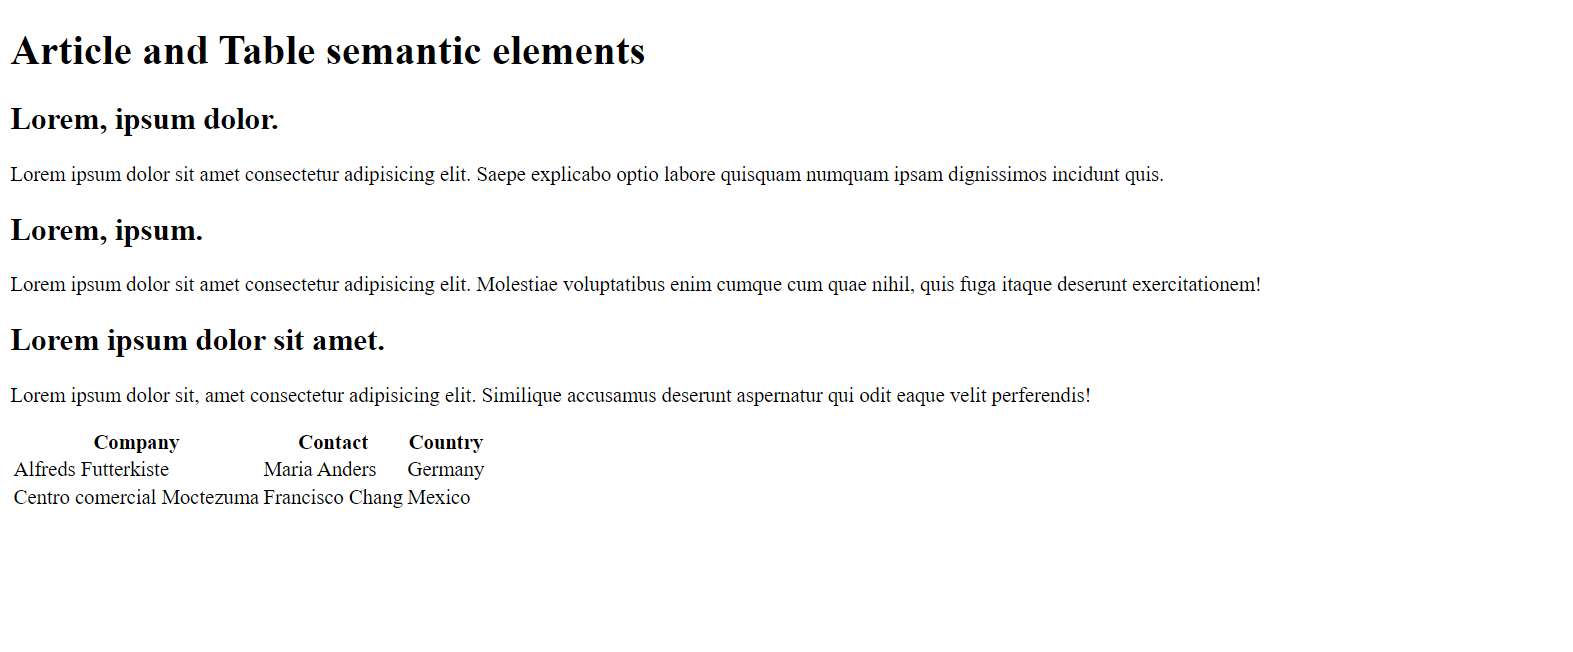 Article and Table semantic elements
Lorem, ipsum dolor.
Lorem ipsum dolor sit amet consectetur adipisicing elit. Saepe explicabo optio labore quisquam numquam ipsam dignissimos incidunt quis.
Lorem, ipsum.
Lorem ipsum dolor sit amet consectetur adipisicing elit. Molestiae voluptatibus enim cumque cum quae nihil, quis fuga itaque deserunt exercitationem!
Lorem ipsum dolor sit amet.
Lorem ipsum dolor sit, amet consectetur adipisicing elit. Similique accusamus deserunt aspernatur qui odit eaque velit perferendis!
Company Contact Country
Alfreds Futterkiste Maria Anders Germany
Centro comercial Moctezuma Francisco Chang Mexico